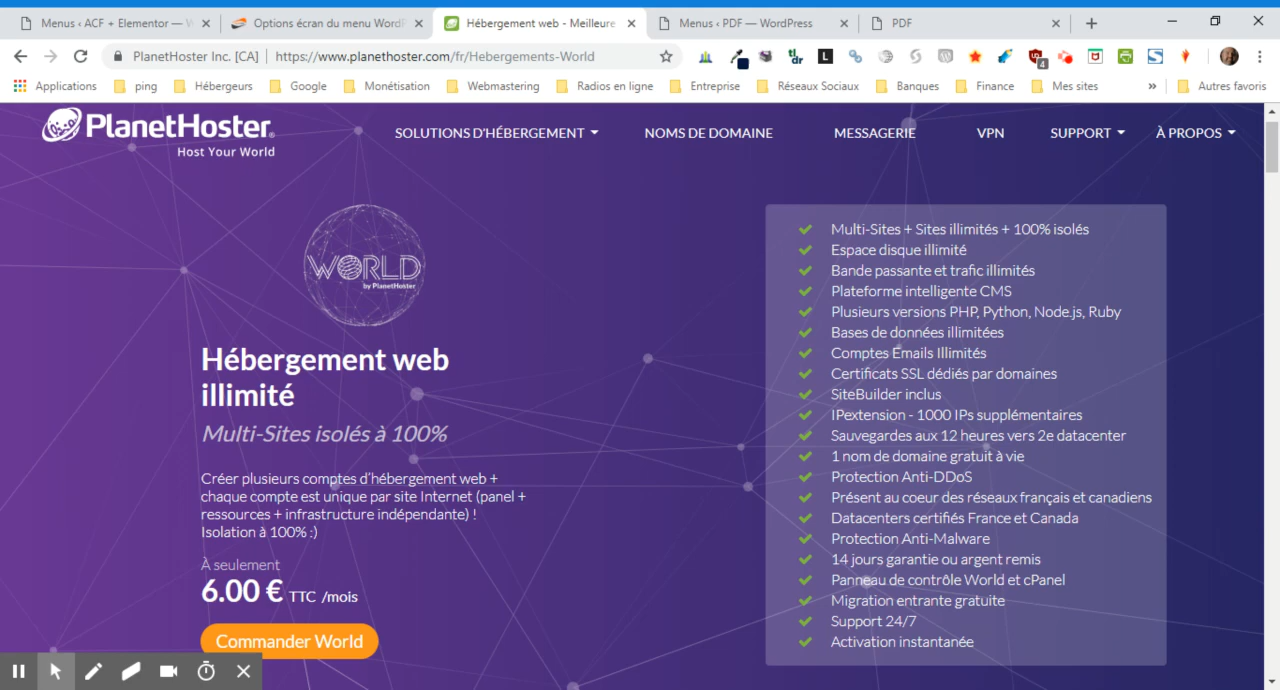 Menus ‹ ACF + Elementor — W
Options écran du menu WordP
Hébergement web - Meilleure
Menus ‹ PDF — WordPress
PDF
PlanetHoster Inc. [CA]
https://www.planethoster.com/fr/Hebergements-World
tl;
dr
L
4
Applications
ping
Hébergeurs
Google
Monétisation
Webmastering
Radios en ligne
Entreprise
Réseaux Sociaux
Banques
Finance
Mes sites
»
Autres favoris
PlanetHoster®
Host Your World
SOLUTIONS D'HÉBERGEMENT
NOMS DE DOMAINE
MESSAGERIE
VPN
SUPPORT
À PROPOS
WORLD
by PlanetHoster
Hébergement web
illimité
Multi-Sites isolés à 100%
Créer plusieurs comptes d'hébergement web +
chaque compte est unique par site Internet (panel +
ressources + infrastructure indépendante) !
Isolation à 100% :)
À seulement
6.00 € TTC /mois
Commander World
Multi-Sites + Sites illimités + 100% isolés
Espace disque illimité
Bande passante et trafic illimités
Plateforme intelligente CMS
Plusieurs versions PHP, Python, Node.js, Ruby
Bases de données illimitées
Comptes Emails Illimités
Certificats SSL dédiés par domaines
SiteBuilder inclus
IPextension - 1000 IPs supplémentaires
Sauvegardes aux 12 heures vers 2e datacenter
1 nom de domaine gratuit à vie
Protection Anti-DDoS
Présent au coeur des réseaux français et canadiens
Datacenters certifiés France et Canada
Protection Anti-Malware
14 jours garantie ou argent remis
Panneau de contrôle World et cPanel
Migration entrante gratuite
Support 24/7
Activation instantanée